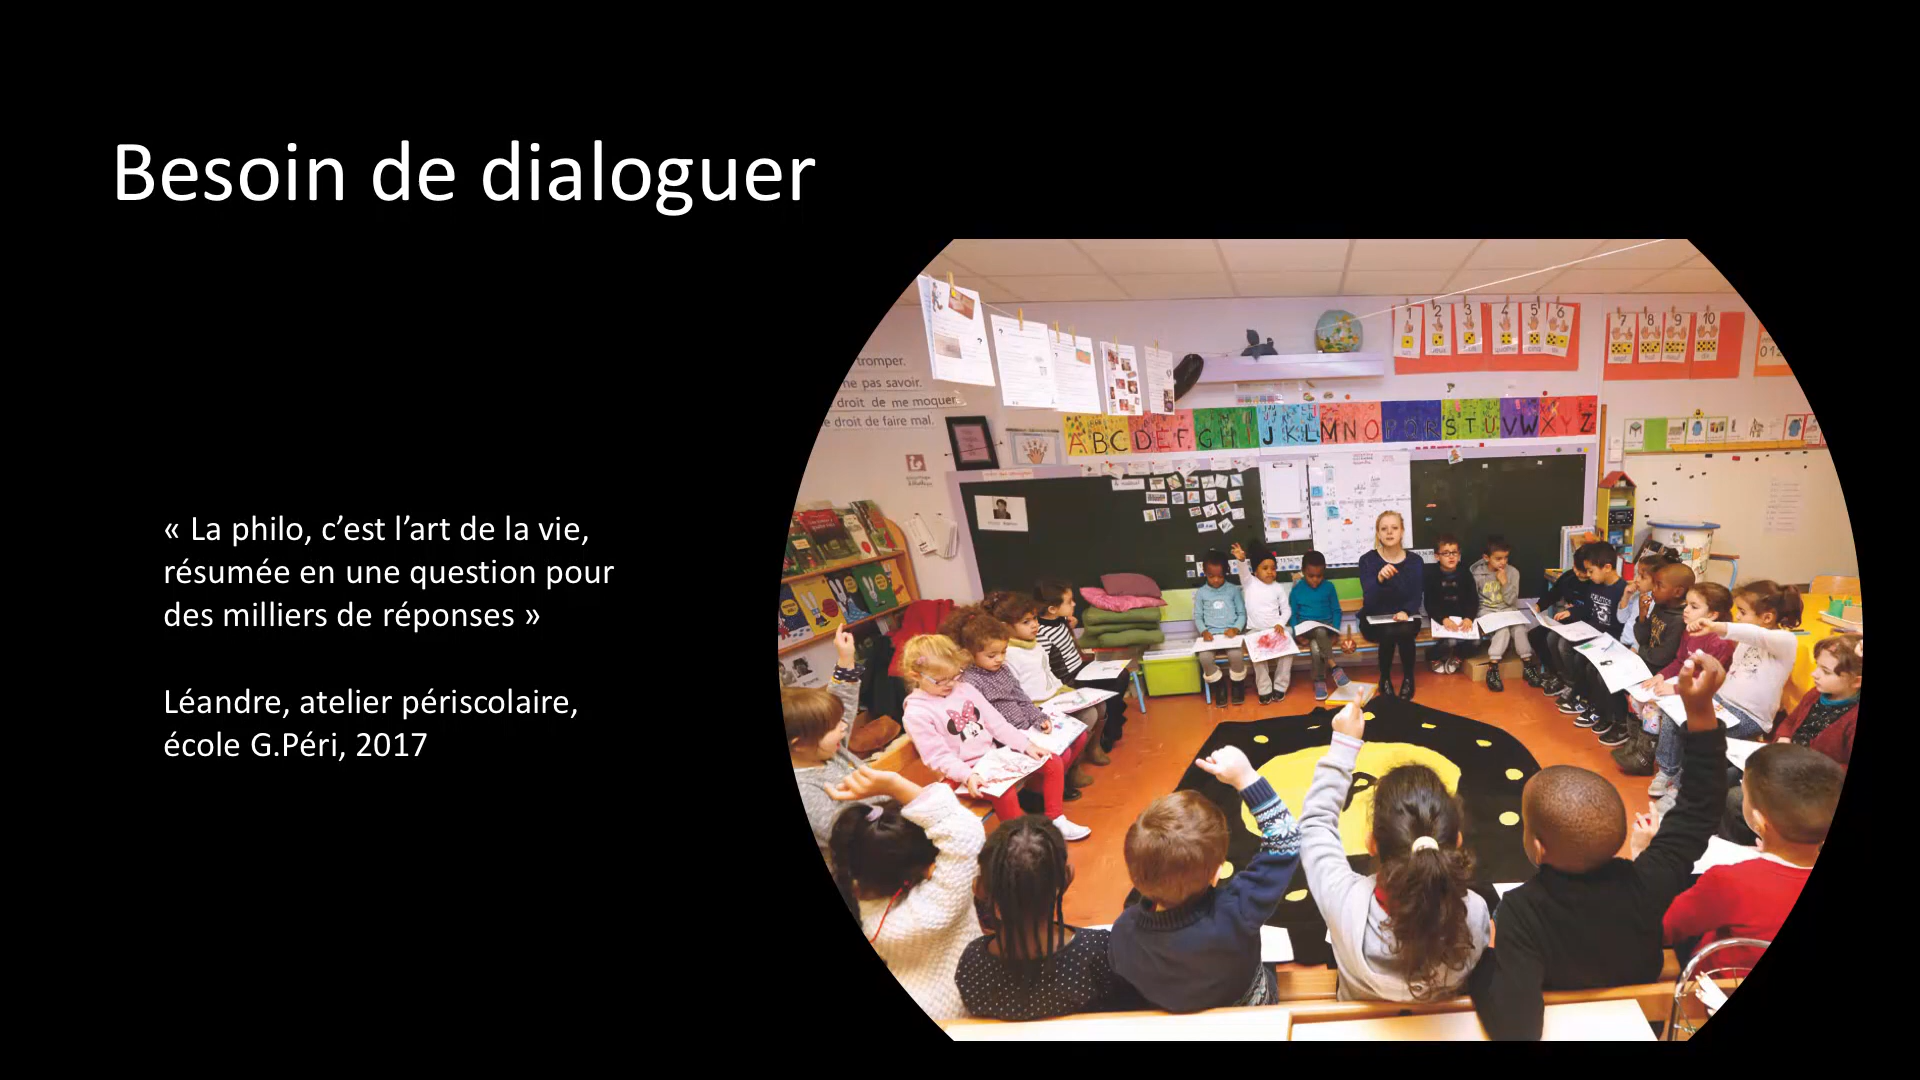 Besoin de dialoguer
« La philo, c’est l’art de la vie,
résumée en une question pour
des milliers de réponses »
Léandre, atelier périscolaire,
école G.Péri, 2017
tromper.
ne pas savoir.
droit de me moquer
droit de faire mal.
1 2 3 4 5 6
7 8 9 10
A B C D E F G H I J K L M N O P Q R S T U V W X Y Z